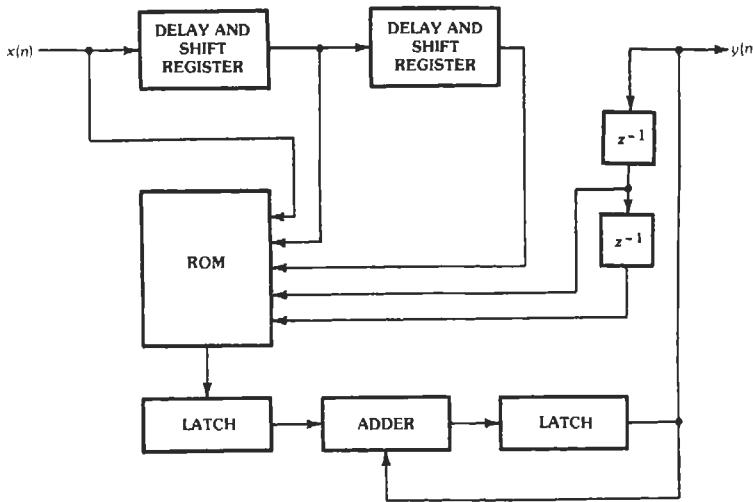 DELAY AND
SHIFT
REGISTER
DELAY AND
SHIFT
REGISTER
x(n)
y(n
z-1
z-1
ROM
LATCH
ADDER
LATCH